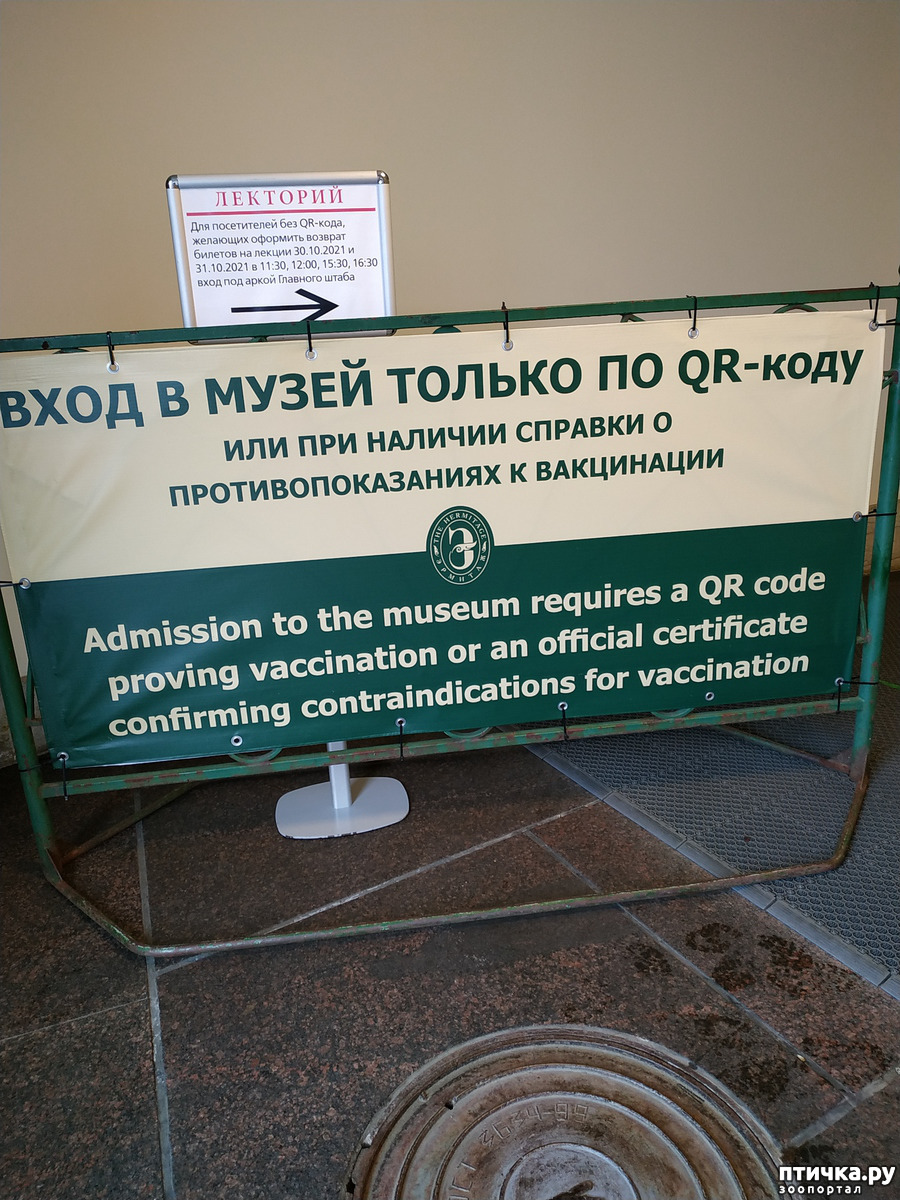 ЛЕКТОРИЙ
Для посетителей без QR-кода,
желающих оформить возврат
билетов на лекции 30.10.2021 и
31.10.2021 в 11:30, 12:00, 15:30, 16:30
вход под аркой Главного штаба
ВХОД В МУЗЕЙ ТОЛЬКО ПО QR-коду
ИЛИ ПРИ НАЛИЧИИ СПРАВКИ О
ПРОТИВОПОКАЗАНИЯХ К ВАКЦИНАЦИИ
THE HERMITAGE
ЭРМИТАЖ
Admission to the museum requires a QR code
proving vaccination or an official certificate
confirming contraindications for vaccination
птичка.ру
зоопортал